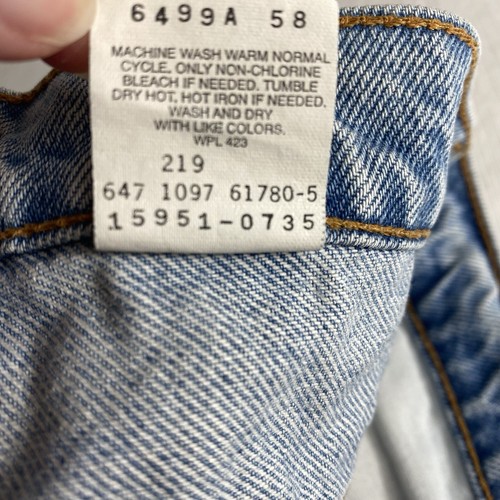 6499A 58
MACHINE WASH WARM NORMAL
CYCLE. ONLY NON-CHLORINE
BLEACH IF NEEDED. TUMBLE
DRY HOT. HOT IRON IF NEEDED.
WASH AND DRY
WITH LIKE COLORS.
WPL 423
219
647 1097 61780-5
15951-0735